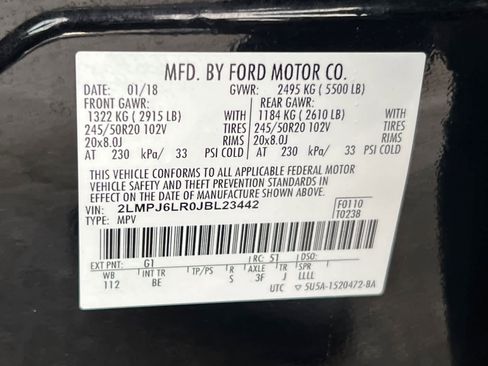 MFD. BY FORD MOTOR CO.
DATE: 01/18 GVWR: 2495 KG ( 5500 LB)
FRONT GAWR: REAR GAWR:
1322 KG ( 2915 LB) 1184 KG ( 2610 LB)
245/50R20 102V TIRES 245/50R20 102V TIRES
20x8.0J RIMS 20x8.0J RIMS
AT 230 kPa/ 33 PSI COLD AT 230 kPa/ 33 PSI COLD
THIS VEHICLE CONFORMS TO ALL APPLICABLE FEDERAL MOTOR
VEHICLE SAFETY AND THEFT PREVENTION STANDARDS IN
EFFECT ON THE DATE OF MANUFACTURE SHOWN ABOVE.
VIN: 2LMPJ6LR0JBL23442 F0110
TYPE: MPV T0238
EXT PNT: G1 RC: 51 DSO:
WB INT TR TP/PS R AXLE TR SPR
112 BE S 3F J LLLL
UTC ▽ 5U5A-1520472-BA